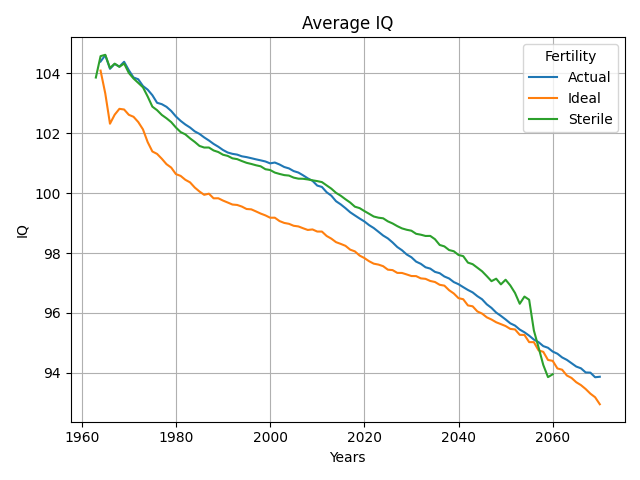 Average IQ
Fertility
Actual
Ideal
Sterile
IQ
104
102
100
98
96
94
1960
1980
2000
2020
2040
2060
Years